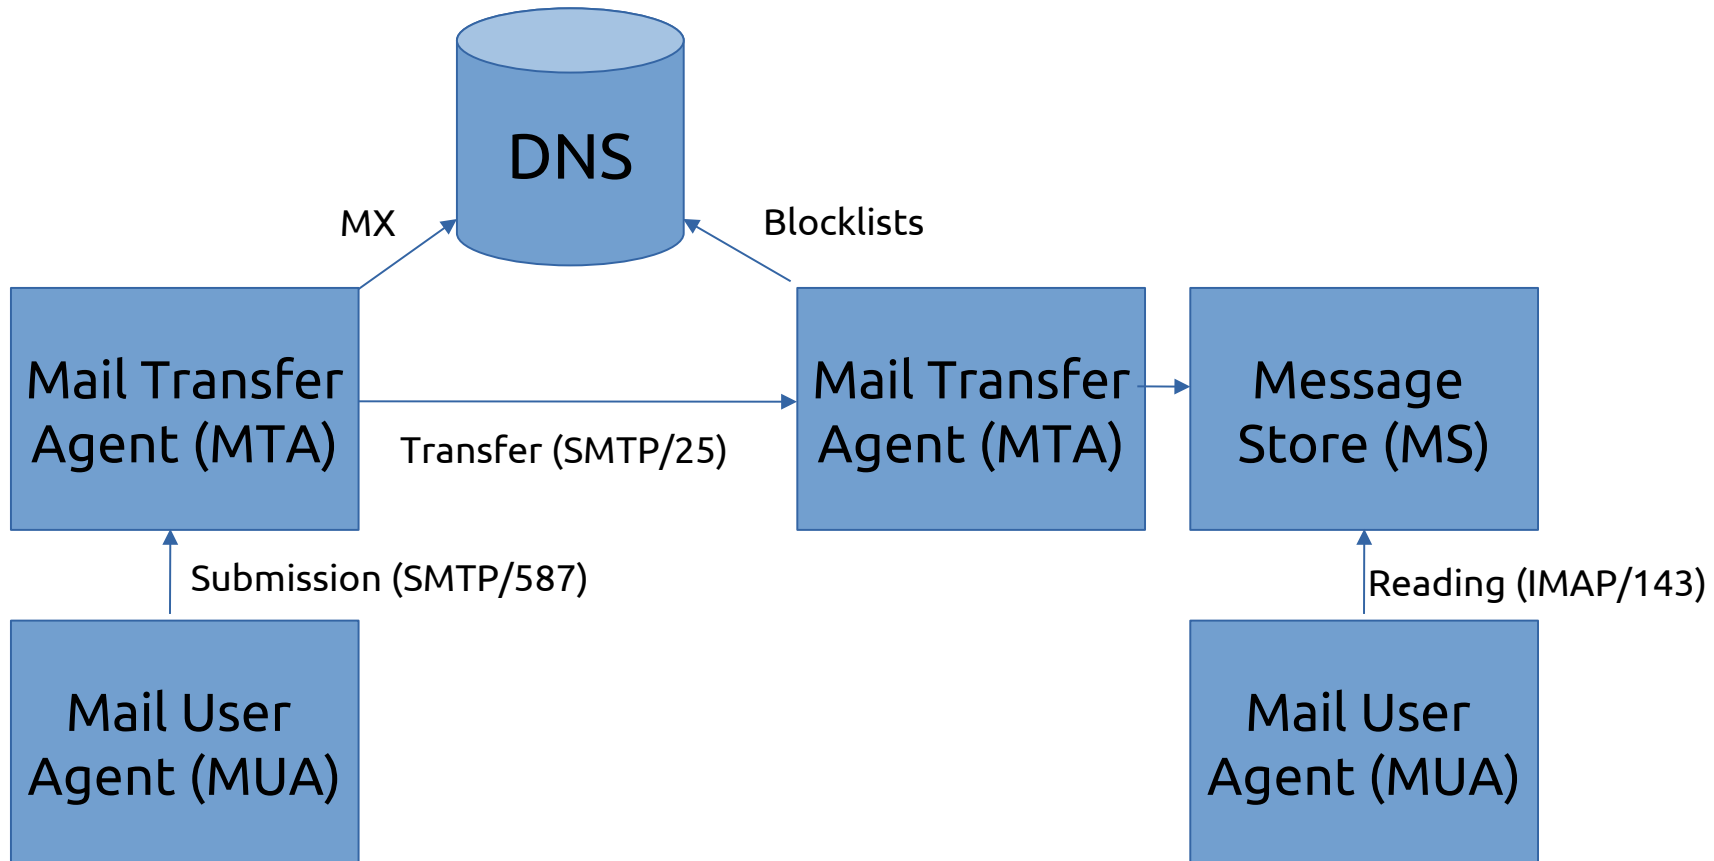 DNS
MX
Blocklists
Mail Transfer
Agent (MTA)
Transfer (SMTP/25)
Mail Transfer
Agent (MTA)
Message
Store (MS)
Submission (SMTP/587)
Reading (IMAP/143)
Mail User
Agent (MUA)
Mail User
Agent (MUA)